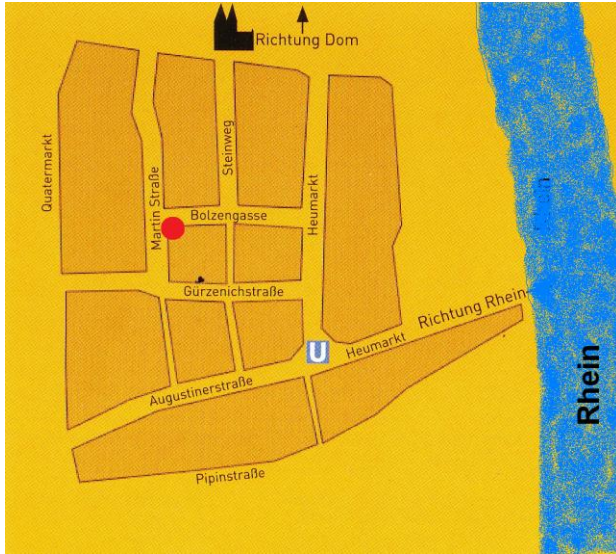 Richtung Dom
Quatermarkt
Martin Straße
Steinweg
Heumarkt
Bolzengasse
Gürzenichstraße
U
Heumarkt
Richtung Rhein
Augustinerstraße
Pipinstraße
Rhein